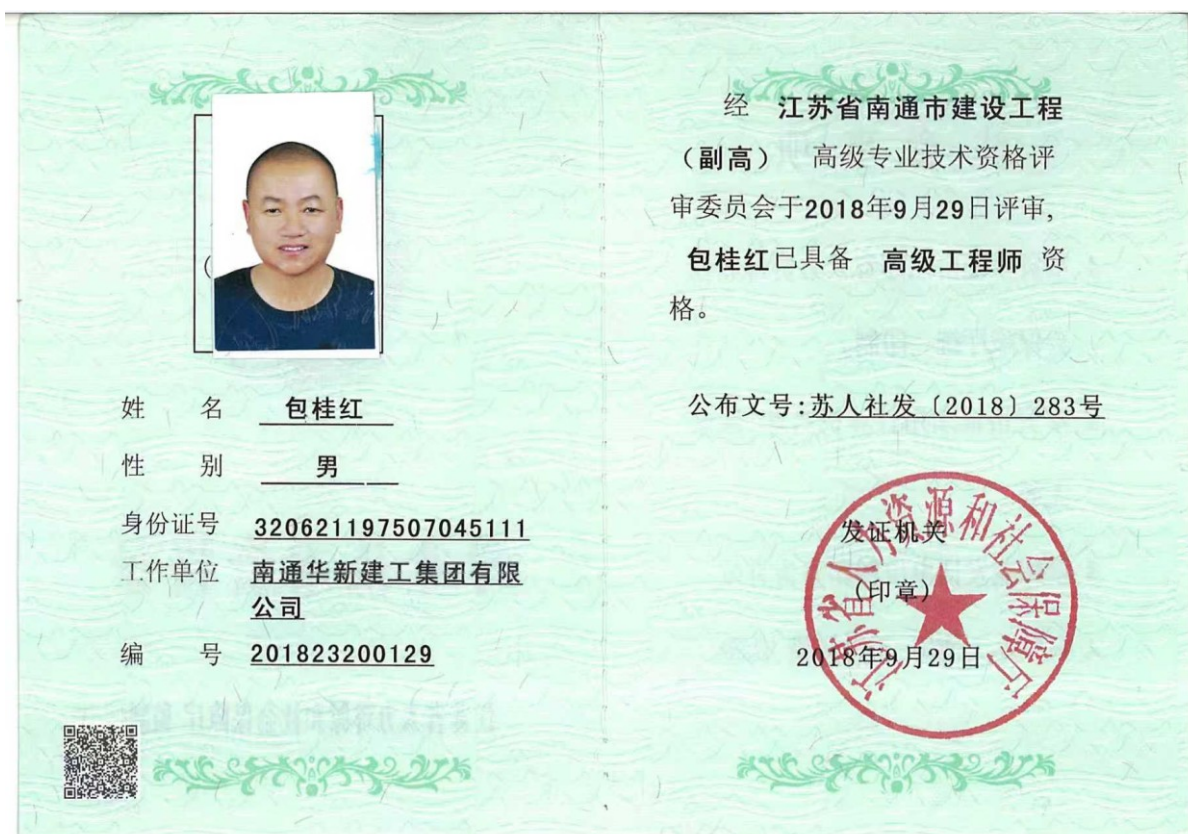 姓 名 包桂红
性 别 男
身份证号 320621197507045111
工作单位 南通华新建工集团有限
公司
编 号 201823200129
经 江苏省南通市建设工程
（副高） 高级专业技术资格评
审委员会于2018年9月29日评审,
包桂红已具备 高级工程师 资
格。
公布文号:苏人社发〔2018〕283号
江苏省人力资源和社会保障厅
发证机关
（印章）
2018年9月29日